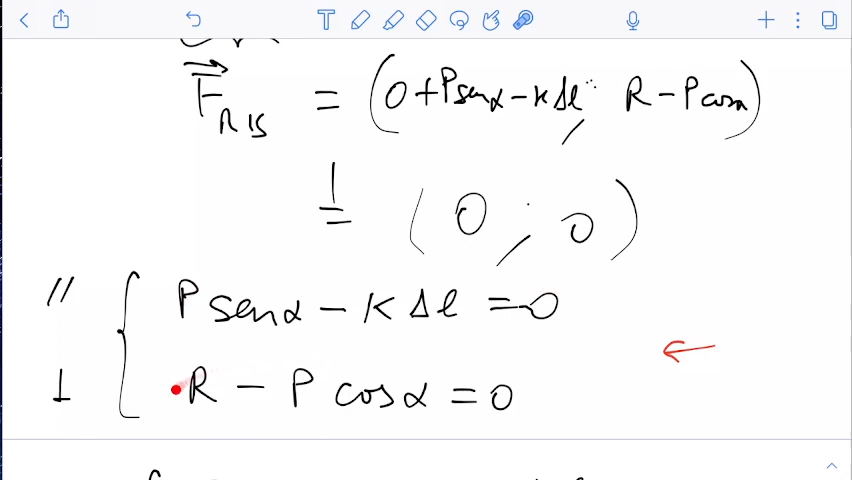 F⃗RIS = (0 + P senα - kΔl , R - P cosα)
! = (0 , 0)
// { P senα - KΔl = 0
⊥ R - P cosα = 0